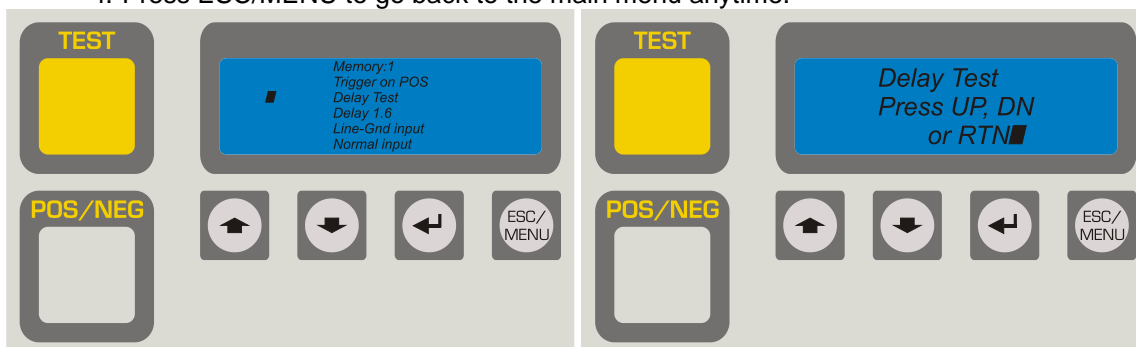 4. Press ESC/MENU to go back to the main menu anytime.
TEST
Memory:1
Trigger on POS
Delay Test
Delay 1.6
Line-Gnd input
Normal input
POS/NEG
ESC/
MENU
TEST
Delay Test
Press UP, DN
or RTN
POS/NEG
ESC/
MENU